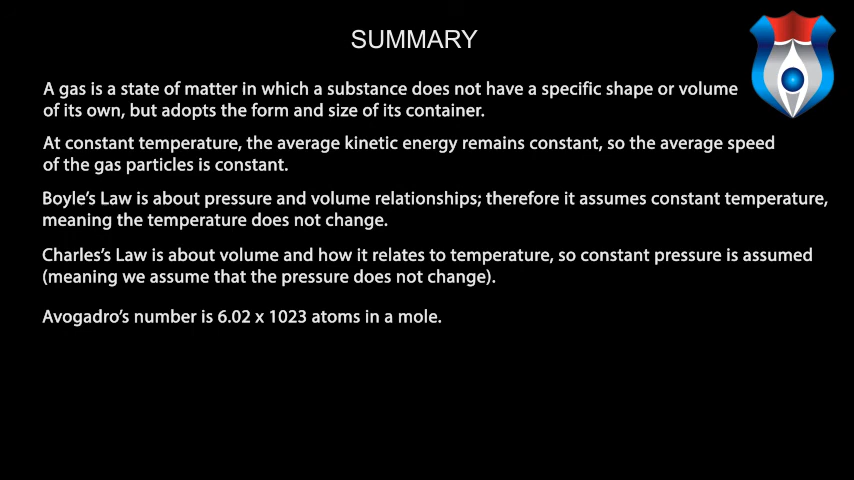 SUMMARY
A gas is a state of matter in which a substance does not have a specific shape or volume
of its own, but adopts the form and size of its container.
At constant temperature, the average kinetic energy remains constant, so the average speed
of the gas particles is constant.
Boyle's Law is about pressure and volume relationships; therefore it assumes constant temperature,
meaning the temperature does not change.
Charles's Law is about volume and how it relates to temperature, so constant pressure is assumed
(meaning we assume that the pressure does not change).
Avogadro's number is 6.02 x 1023 atoms in a mole.